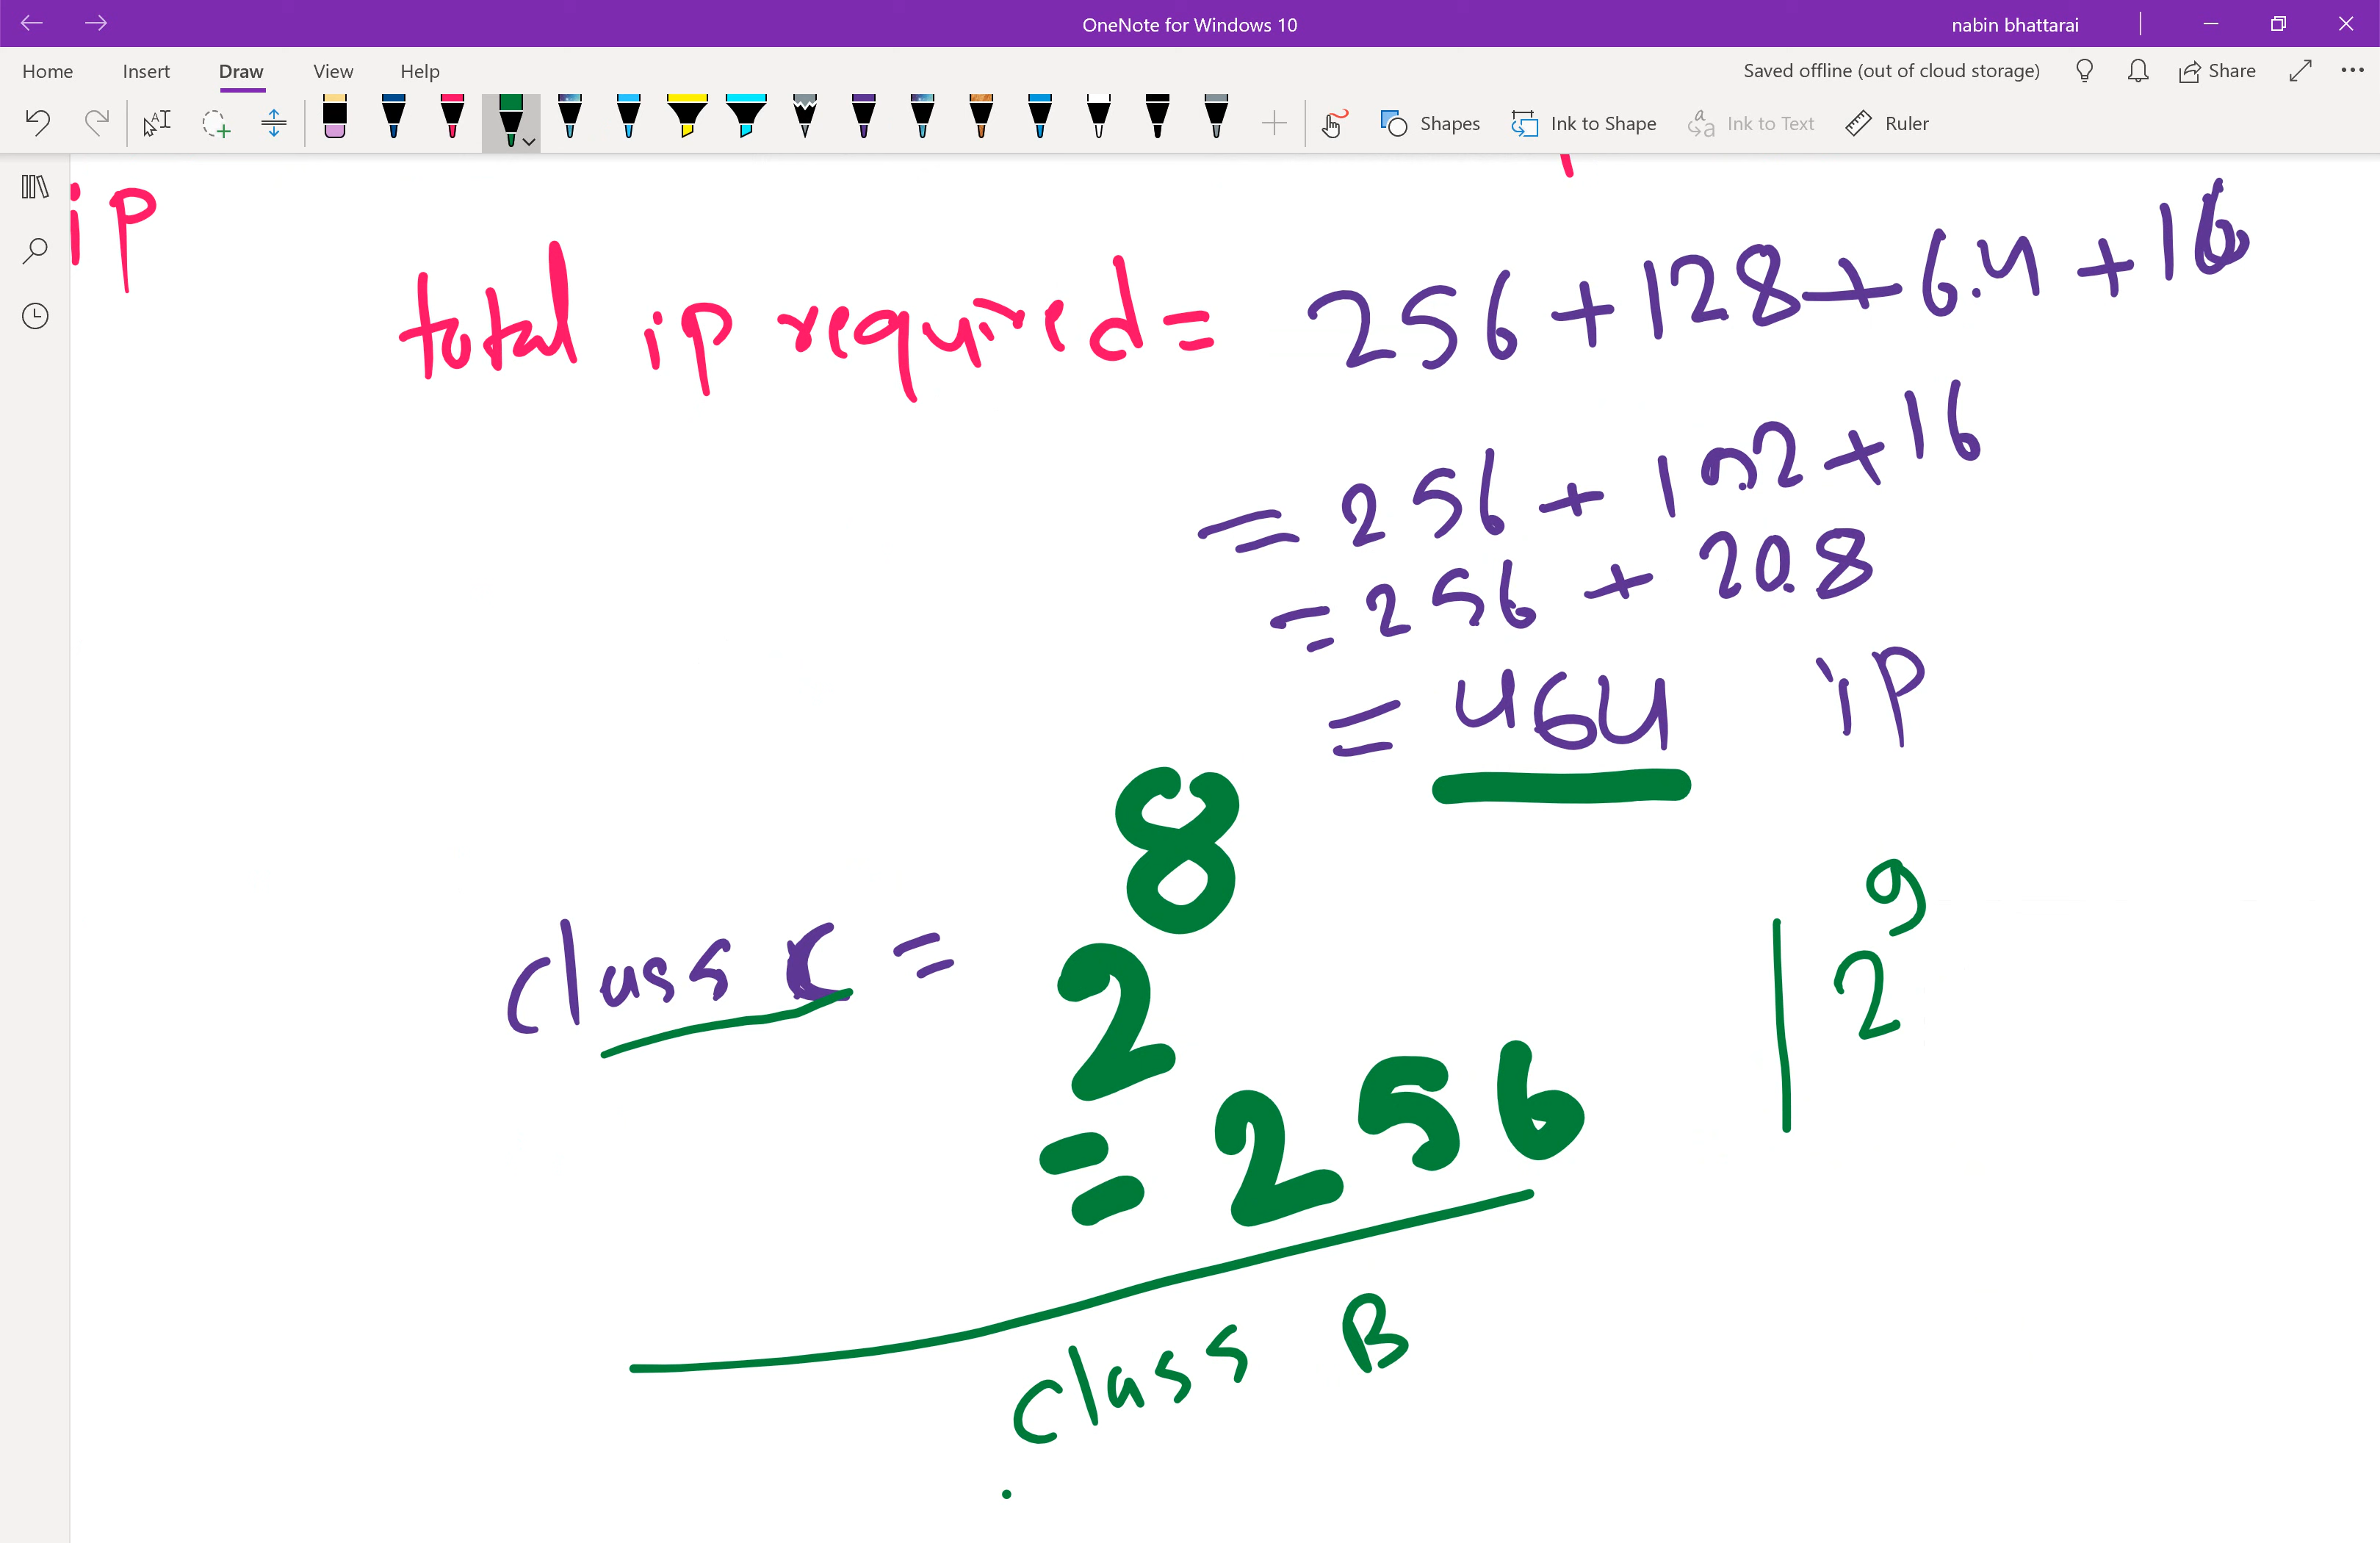 OneNote for Windows 10
nabin bhattarai
Home Insert Draw View Help
Saved offline (out of cloud storage) Share
Shapes Ink to Shape Ink to Text Ruler
ip
total ip required = 256+128+64+16
= 256 + 192 + 16
= 256 + 208
= 464 ip
class C = 2^8
2^9
= 256
class B